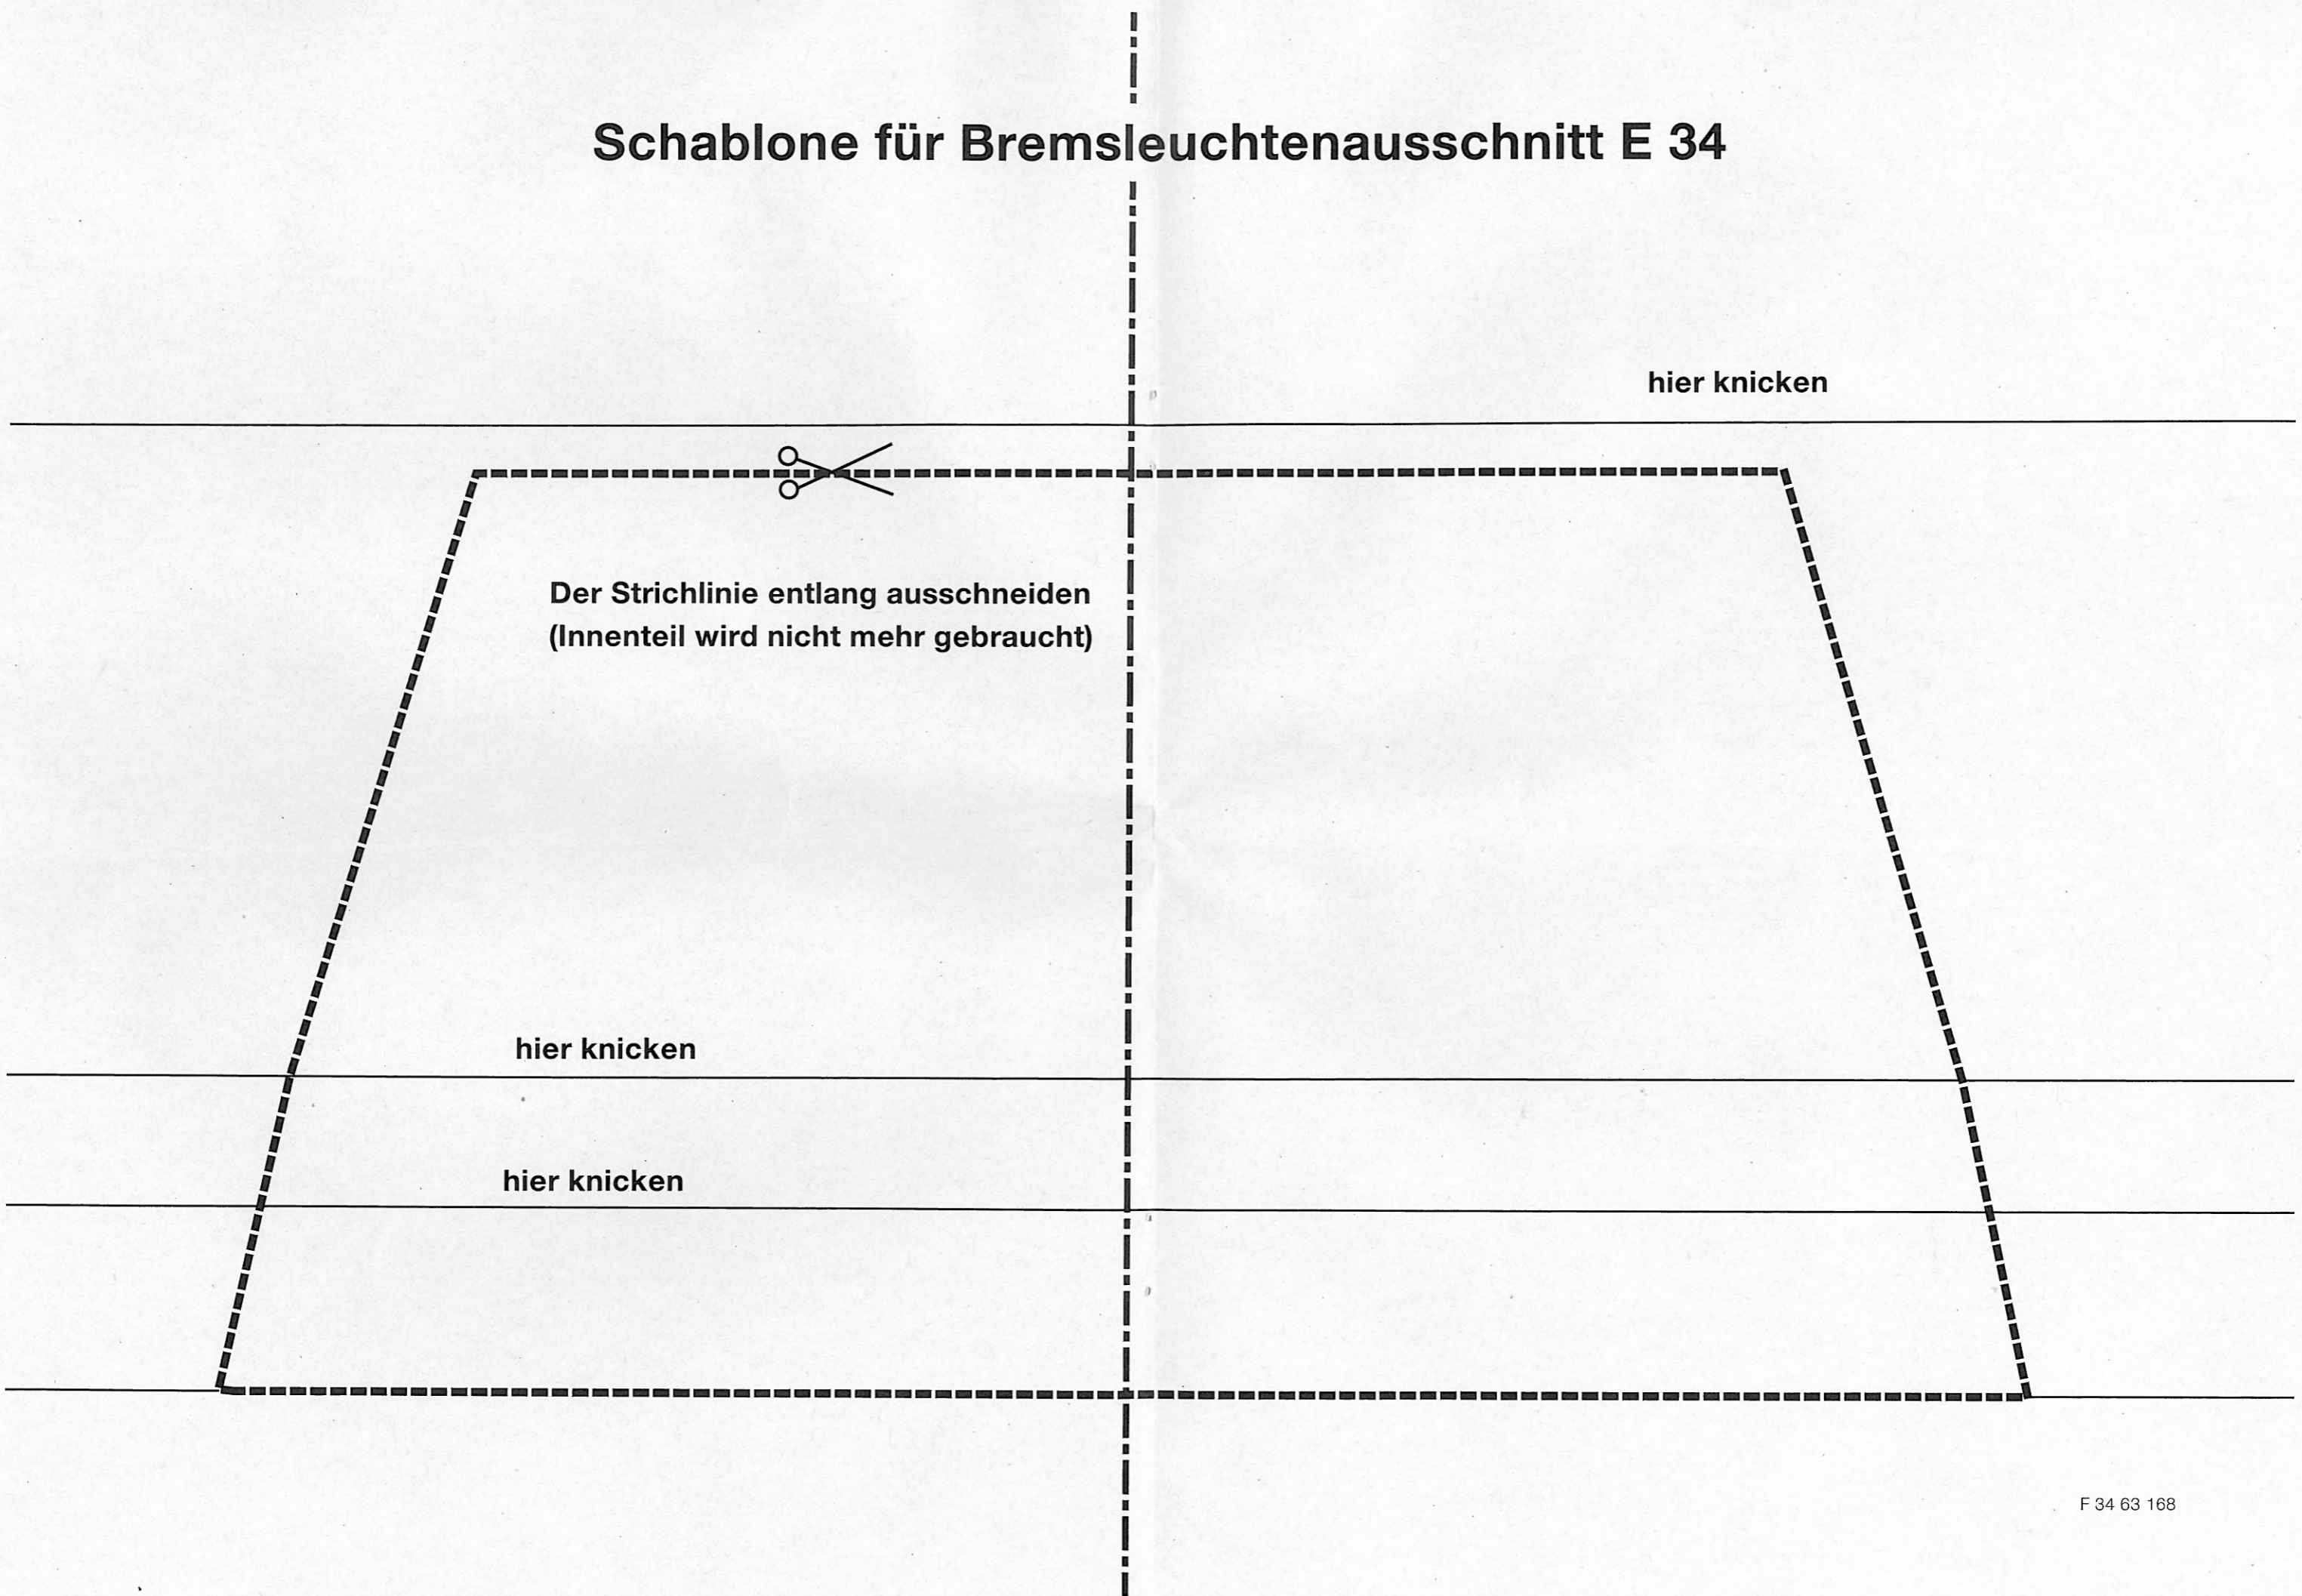 Schablone für Bremsleuchtenausschnitt E 34
hier knicken
Der Strichlinie entlang ausschneiden
(Innenteil wird nicht mehr gebraucht)
hier knicken
hier knicken
F 34 63 168